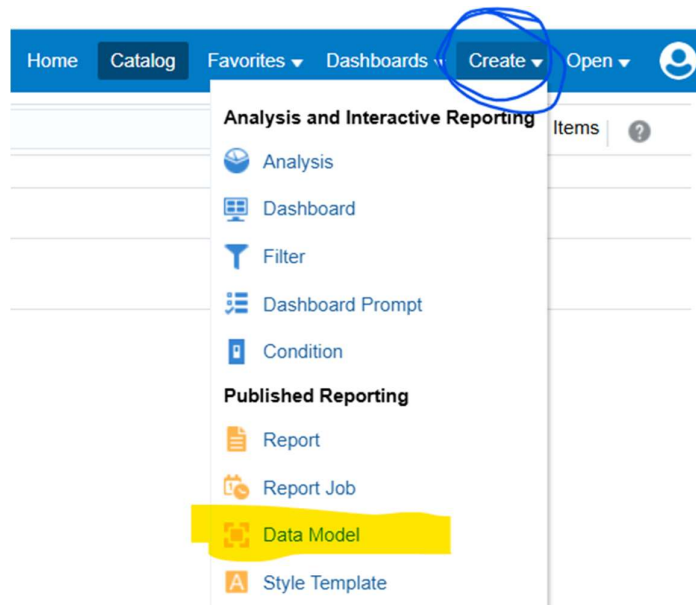 Home Catalog Favorites Dashboards Create Open
Analysis and Interactive Reporting
Items ?
Analysis
Dashboard
Filter
Dashboard Prompt
Condition
Published Reporting
Report
Report Job
Data Model
A Style Template